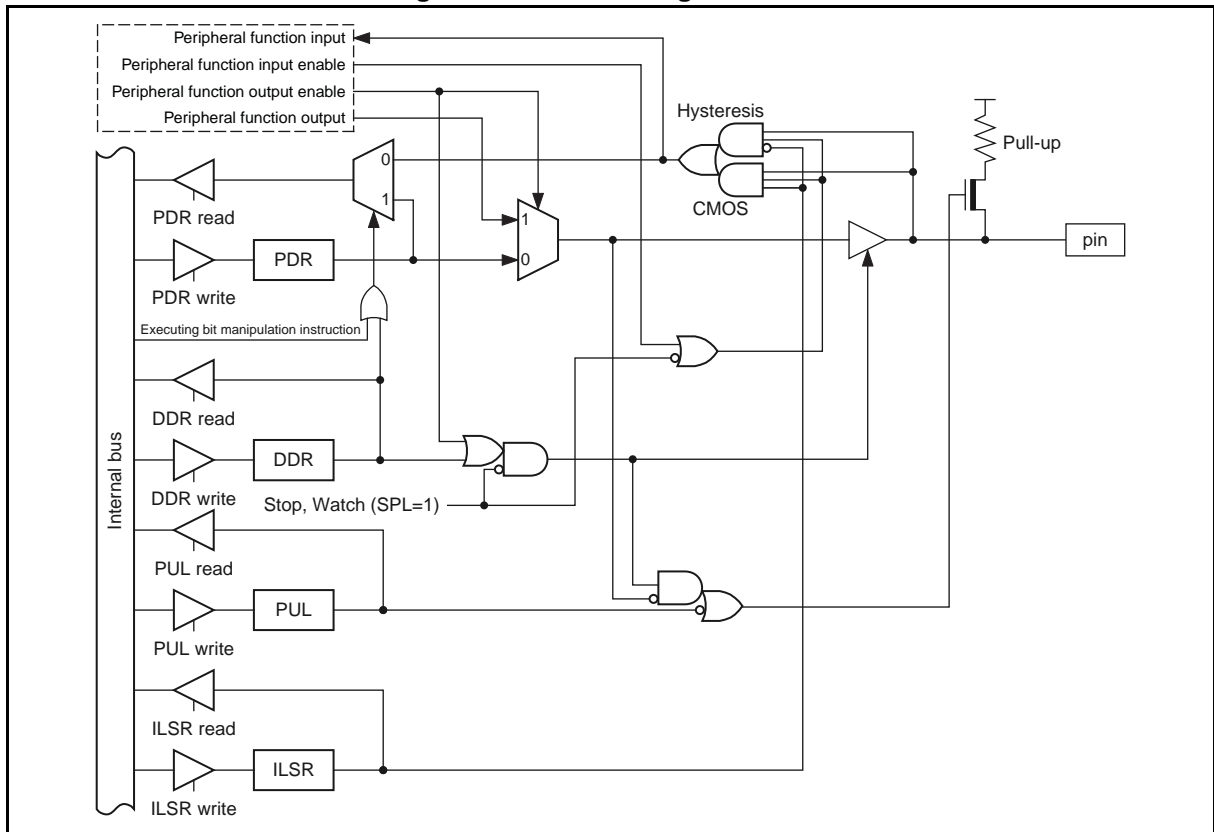 Peripheral function input
Peripheral function input enable
Peripheral function output enable
Peripheral function output
Hysteresis
Pull-up
0
1
CMOS
PDR read
1
pin
PDR
0
PDR write
Executing bit manipulation instruction
DDR read
Internal bus
DDR
DDR write
Stop, Watch (SPL=1)
PUL read
PUL
PUL write
ILSR read
ILSR
ILSR write